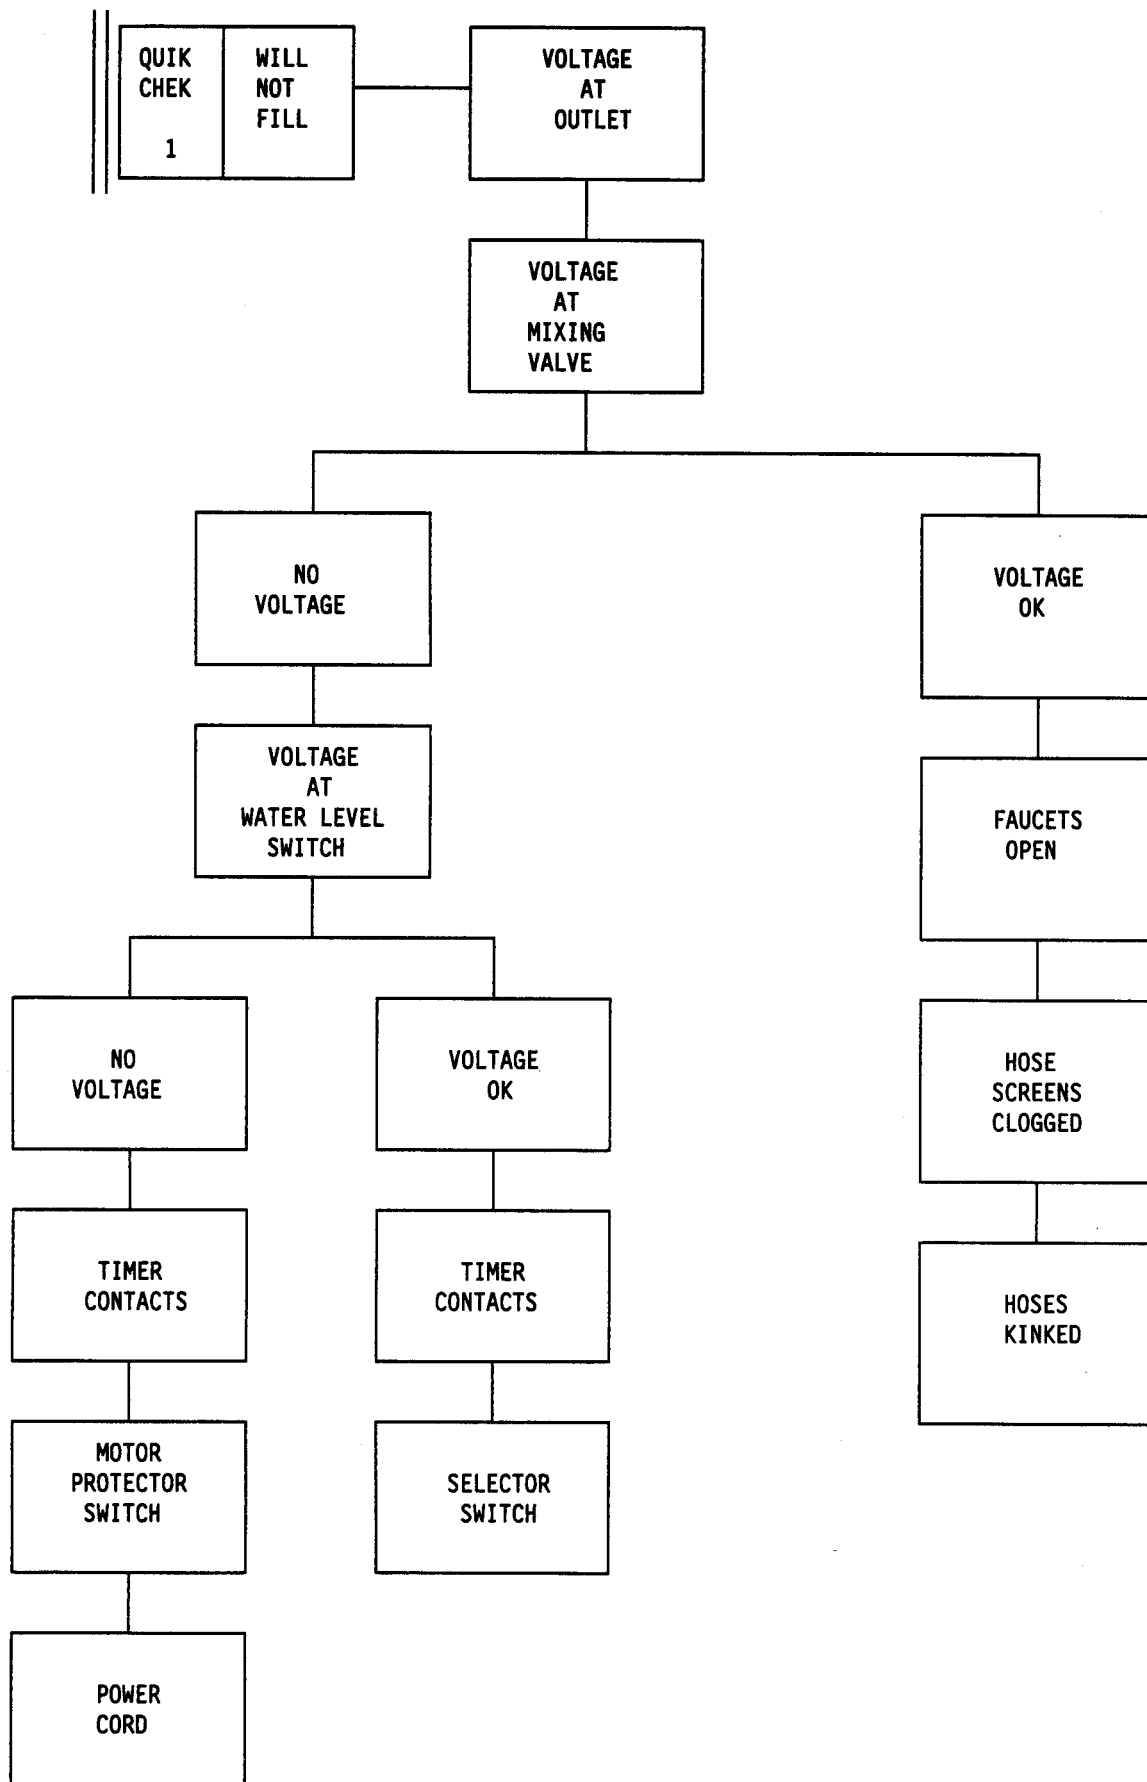 QUIK
CHEK
1
WILL
NOT
FILL
VOLTAGE
AT
OUTLET
VOLTAGE
AT
MIXING
VALVE
NO
VOLTAGE
VOLTAGE
OK
VOLTAGE
AT
WATER LEVEL
SWITCH
FAUCETS
OPEN
NO
VOLTAGE
VOLTAGE
OK
HOSE
SCREENS
CLOGGED
TIMER
CONTACTS
TIMER
CONTACTS
HOSES
KINKED
MOTOR
PROTECTOR
SWITCH
SELECTOR
SWITCH
POWER
CORD